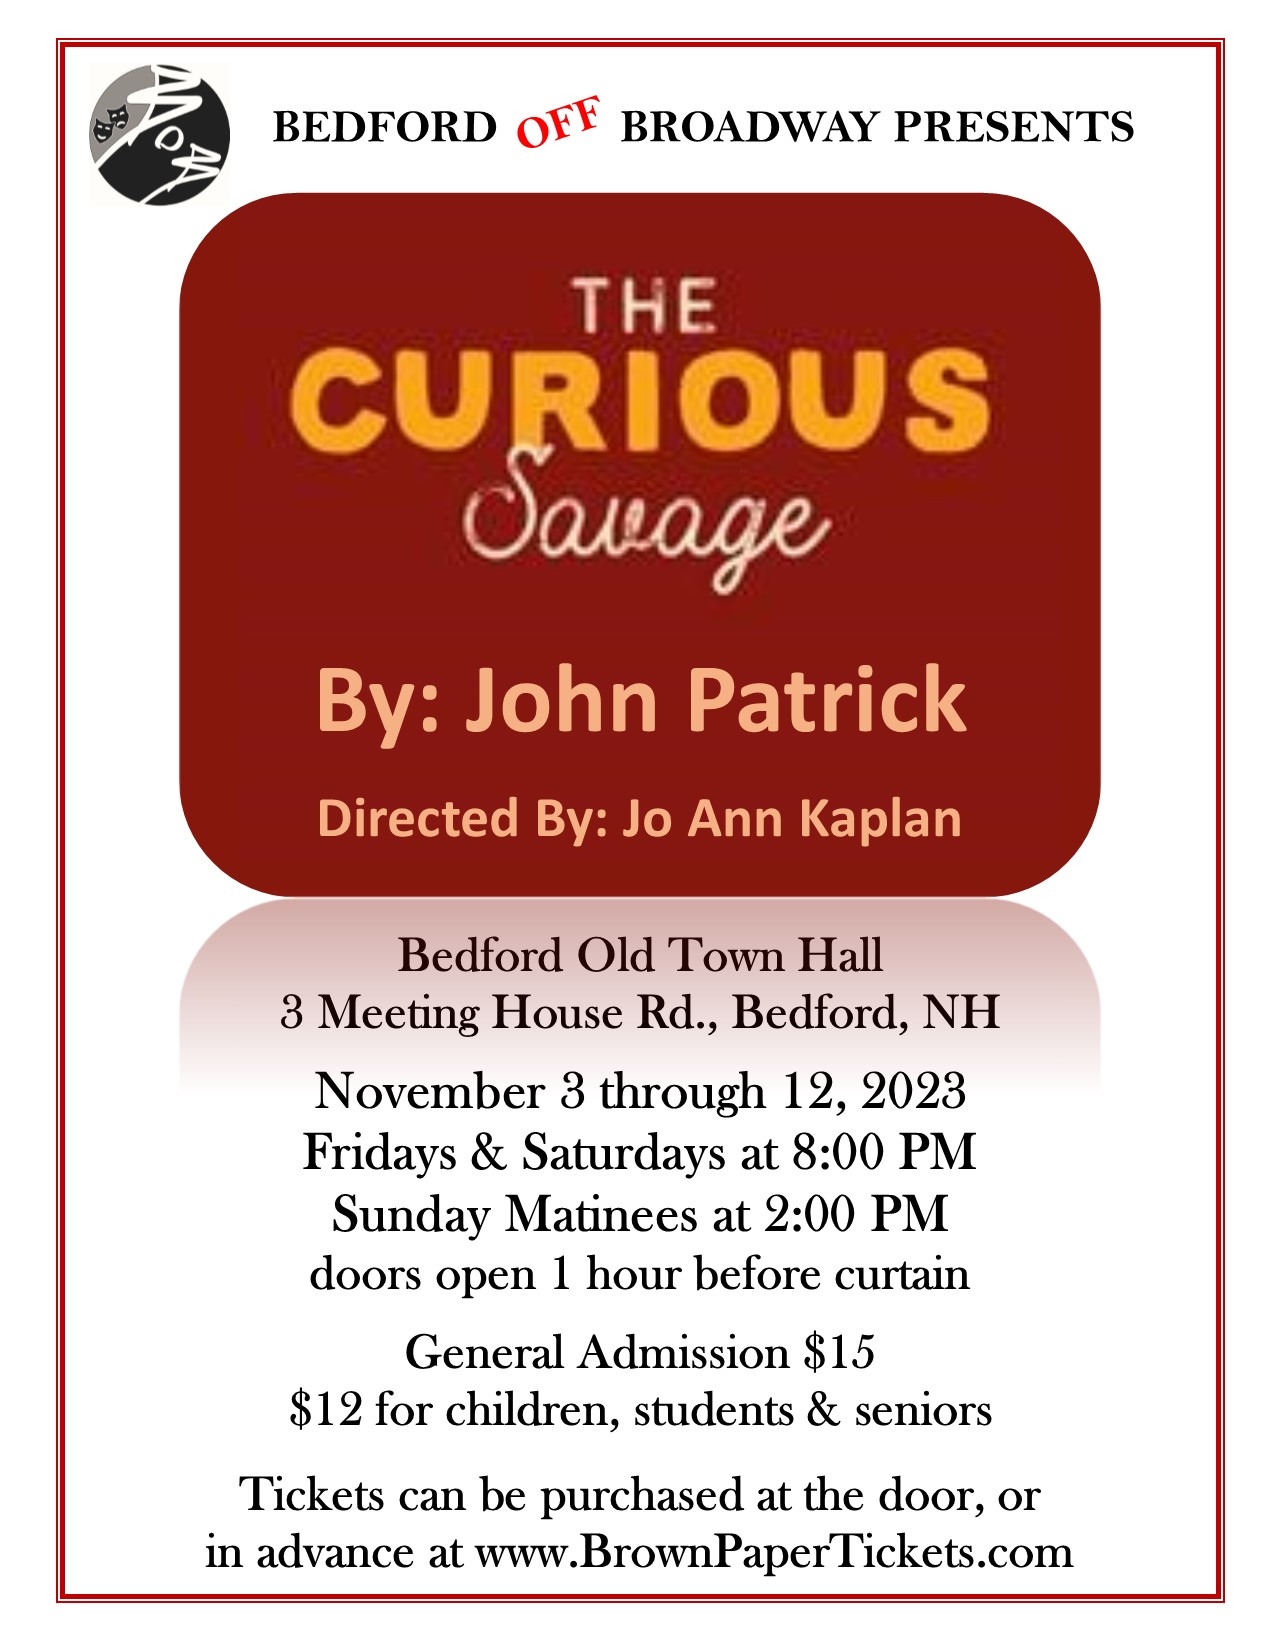 BEDFORD OFF BROADWAY PRESENTS
THE
CURIOUS
Savage
By: John Patrick
Directed By: Jo Ann Kaplan
Bedford Old Town Hall
3 Meeting House Rd., Bedford, NH
November 3 through 12, 2023
Fridays & Saturdays at 8:00 PM
Sunday Matinees at 2:00 PM
doors open 1 hour before curtain
General Admission $15
$12 for children, students & seniors
Tickets can be purchased at the door, or
in advance at www.BrownPaperTickets.com